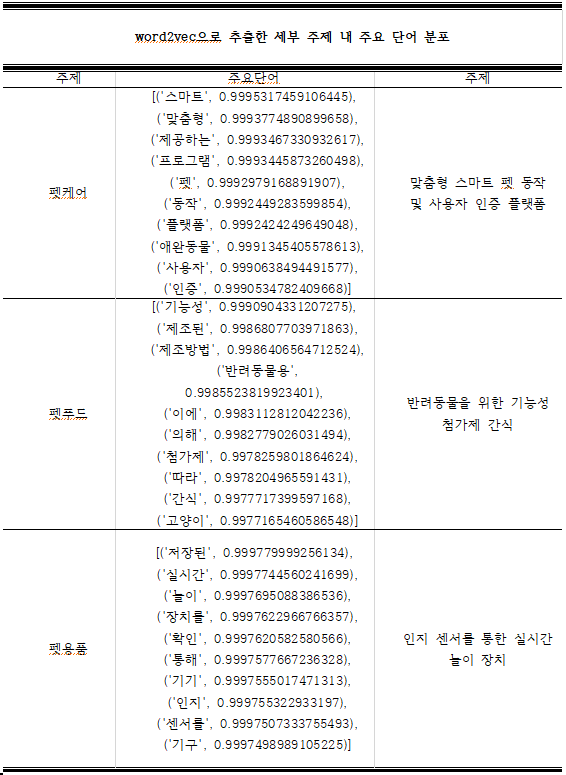 word2vec으로 추출한 세부 주제 내 주요 단어 분포
주제 주요단어 주제
펫케어
[('스마트', 0.9995317459106445),
('맞춤형', 0.9993774890899658),
('제공하는', 0.9993467330932617),
('프로그램', 0.9993445873260498),
('펫', 0.9992979168891907),
('동작', 0.9992449283599854),
('플랫폼', 0.9992424249649048),
('애완동물', 0.9991345405578613),
('사용자', 0.9990638494491577),
('인증', 0.9990534782409668)]
맞춤형 스마트 펫 동작
및 사용자 인증 플랫폼
펫푸드
[('기능성', 0.9990904331207275),
('제조된', 0.9986807703971863),
('제조방법', 0.9986406564712524),
('반려동물용',
0.9985523819923401),
('이에', 0.9983112812042236),
('의해', 0.9982779026031494),
('첨가제', 0.9978259801864624),
('따라', 0.9978204965591431),
('간식', 0.9977717399597168),
('고양이', 0.9977165460586548)]
반려동물을 위한 기능성
첨가제 간식
펫용품
[('저장된', 0.999779999256134),
('실시간', 0.9997744560241699),
('놀이', 0.9997695088386536),
('장치를', 0.9997622966766357),
('확인', 0.9997620582580566),
('통해', 0.9997577667236328),
('기기', 0.9997555017471313),
('인지', 0.999755322933197),
('센서를', 0.9997507333755493),
('기구', 0.9997498989105225)]
인지 센서를 통한 실시간
놀이 장치